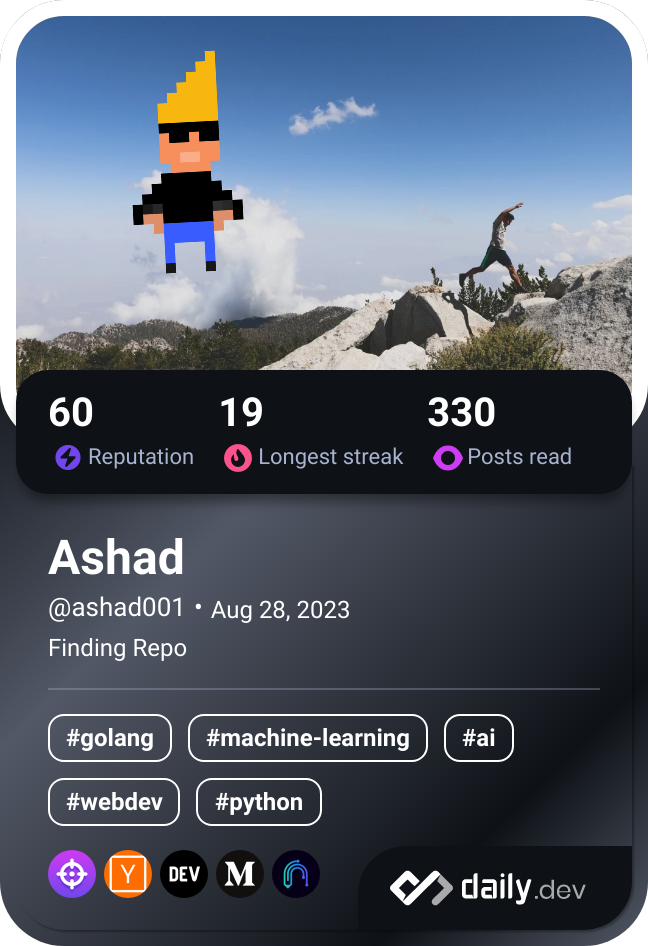 60 19 330
Reputation Longest streak Posts read
Ashad
@ashad001 • Aug 28, 2023
Finding Repo
#golang #machine-learning #ai
#webdev #python
Y DEV M daily.dev